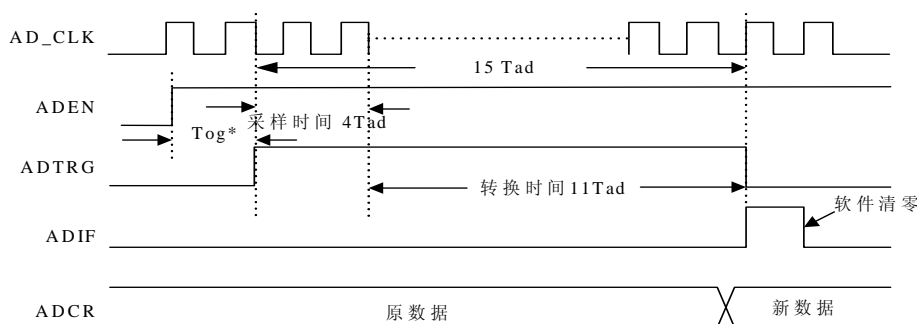 AD_CLK
15 Tad
ADEN
采样时间 4Tad
Tog*
ADTRG
转换时间11Tad
软件清零
ADIF
ADCR
原数据
新数据